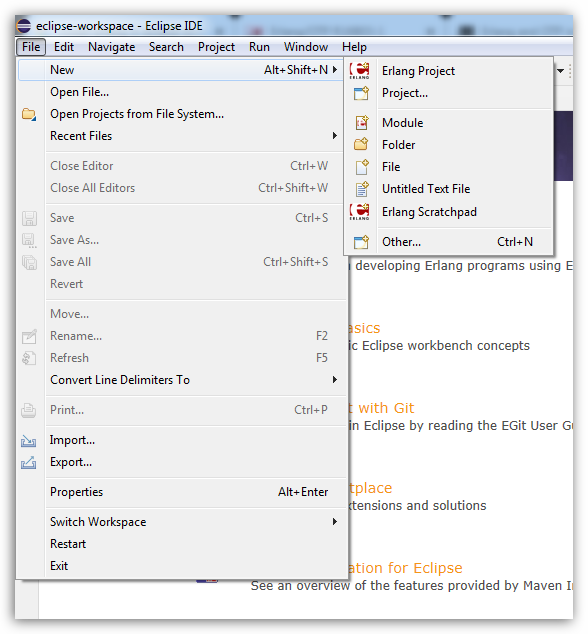 eclipse-workspace - Eclipse IDE
File Edit Navigate Search Project Run Window Help
New Alt+Shift+N
Open File...
Open Projects from File System...
Recent Files
Close Editor Ctrl+W
Close All Editors Ctrl+Shift+W
Save Ctrl+S
Save As...
Save All Ctrl+Shift+S
Revert
Move...
Rename... F2
Refresh F5
Convert Line Delimiters To
Print... Ctrl+P
Import...
Export...
Properties Alt+Enter
Switch Workspace
Restart
Exit
ERLANG Erlang Project
Project...
Module
Folder
File
Untitled Text File
ERLANG Erlang Scratchpad
Other... Ctrl+N
developing Erlang programs using E
asics
ic Eclipse workbench concepts
t with Git
in Eclipse by reading the EGit User Gu
tplace
xtensions and solutions
ation for Eclipse
See an overview of the features provided by Maven In